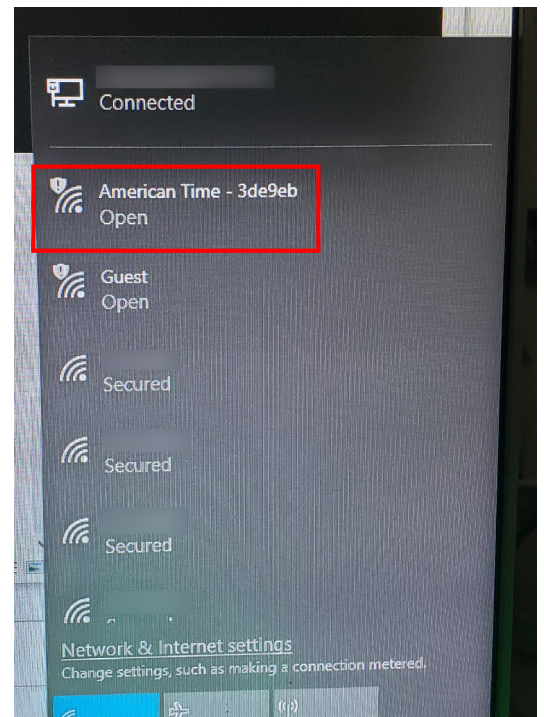 Connected
American Time - 3de9eb
Open
Guest
Open
Secured
Secured
Secured
Network & Internet settings
Change settings, such as making a connection metered.